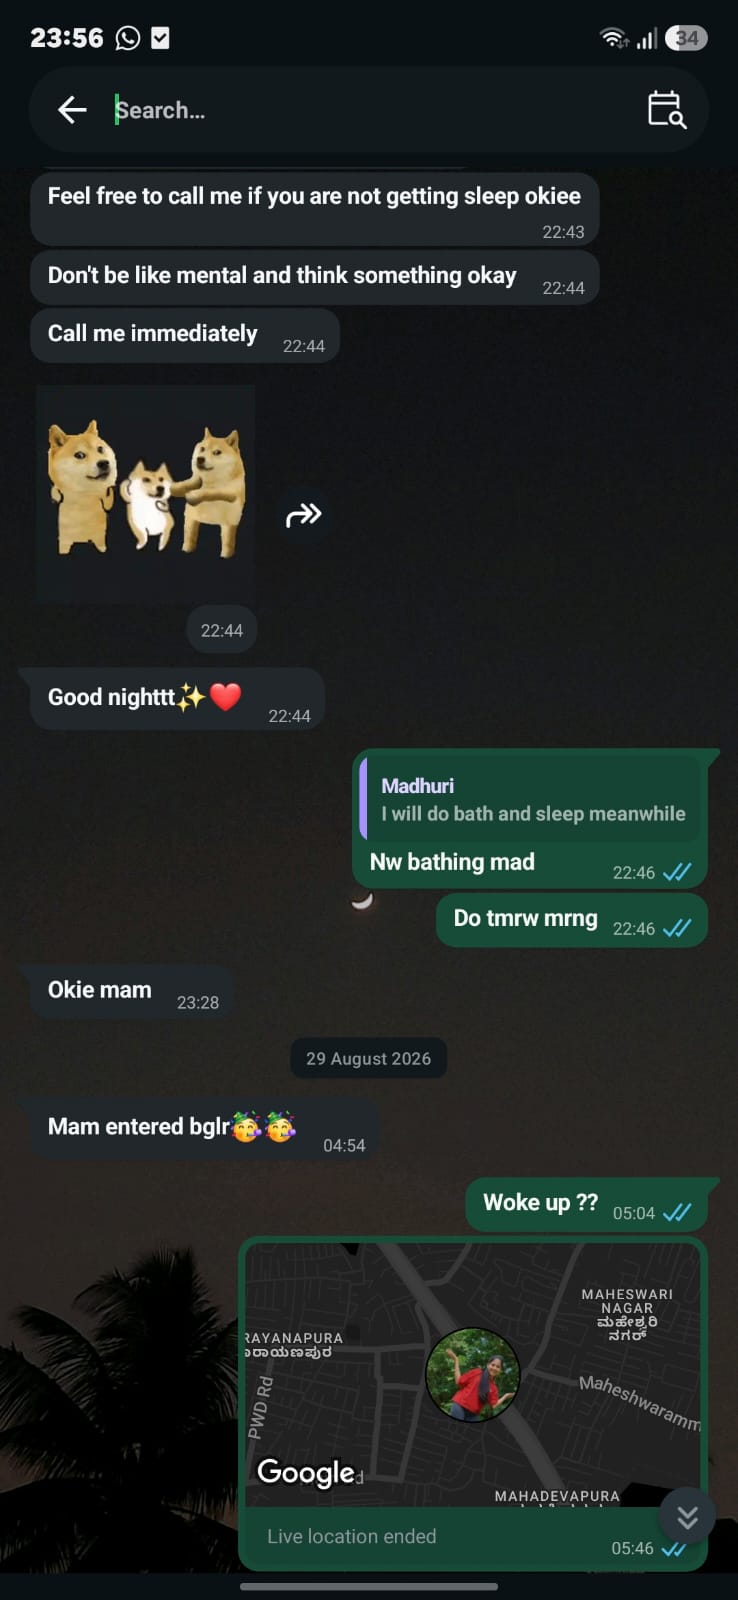 23:56
34
Search...
Feel free to call me if you are not getting sleep okiee
22:43
Don't be like mental and think something okay
22:44
Call me immediately
22:44
22:44
Good nighttt✨❤️
22:44
Madhuri
I will do bath and sleep meanwhile
Nw bathing mad
22:46
Do tmrw mrng
22:46
Okie mam
23:28
29 August 2026
Mam entered bglr🥳🥳
04:54
Woke up ??
05:04
MAHESWARI
NAGAR
ಮಹೇಶ್ವರಿ
ನಗರ್
RAYANAPURA
ಾರಾಯಣಪುರ
PWD Rd
Maheshwaramm
Google
MAHADEVAPURA
Live location ended
05:46